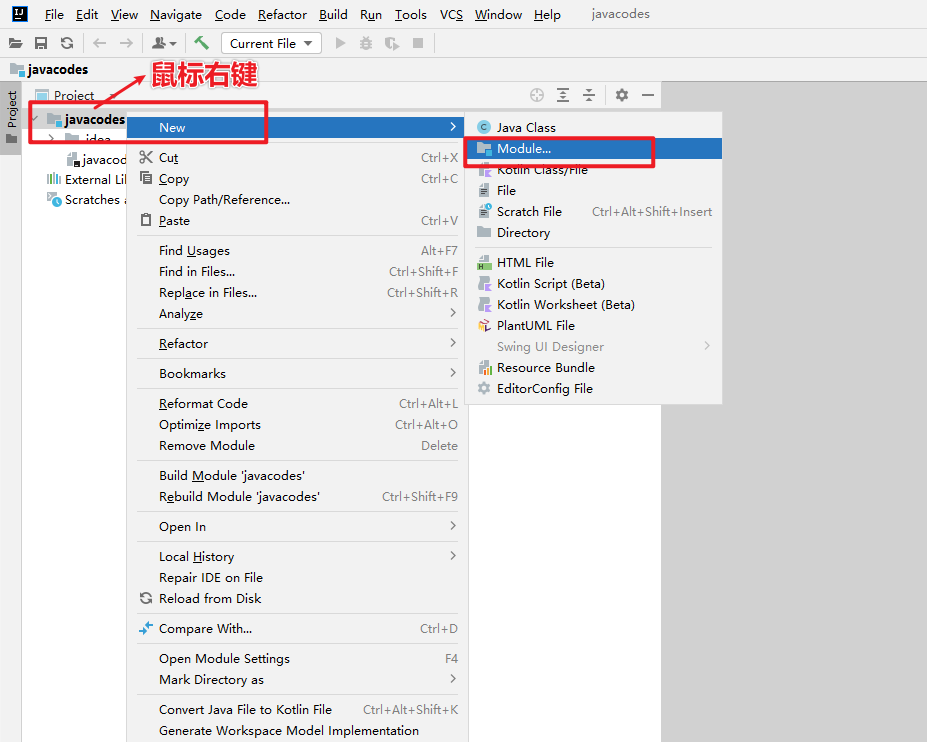 File Edit View Navigate Code Refactor Build Run Tools VCS Window Help javacodes
Current File
javacodes
鼠标右键
Project
Project
javacodes
idea
javacod
External Lib
Scratches a
New
Cut Ctrl+X
Copy Ctrl+C
Copy Path/Reference...
Paste Ctrl+V
Find Usages Alt+F7
Find in Files... Ctrl+Shift+F
Replace in Files... Ctrl+Shift+R
Analyze
Refactor
Bookmarks
Reformat Code Ctrl+Alt+L
Optimize Imports Ctrl+Alt+O
Remove Module Delete
Build Module 'javacodes'
Rebuild Module 'javacodes' Ctrl+Shift+F9
Open In
Local History
Repair IDE on File
Reload from Disk
Compare With... Ctrl+D
Open Module Settings F4
Mark Directory as
Convert Java File to Kotlin File Ctrl+Alt+Shift+K
Generate Workspace Model Implementation
Java Class
Module...
Kotlin Class/File
File
Scratch File Ctrl+Alt+Shift+Insert
Directory
HTML File
Kotlin Script (Beta)
Kotlin Worksheet (Beta)
PlantUML File
Swing UI Designer
Resource Bundle
EditorConfig File